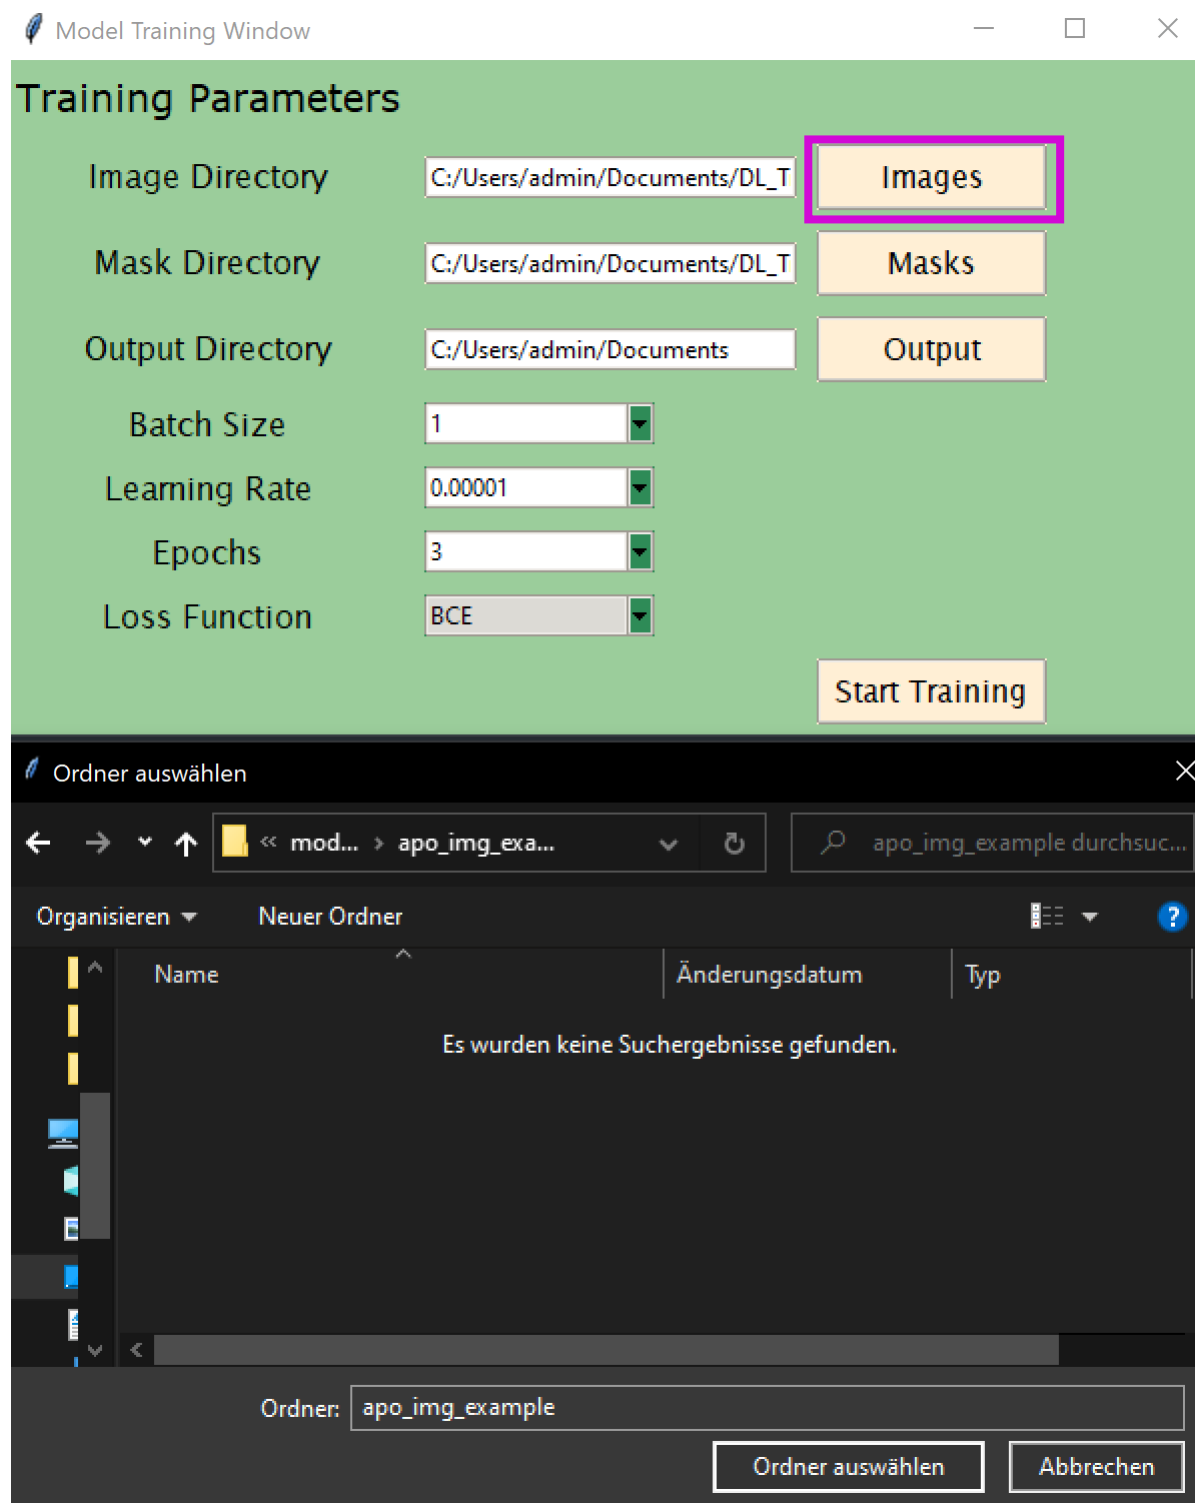 Model Training Window
Training Parameters
Image Directory C:/Users/admin/Documents/DL_T Images
Mask Directory C:/Users/admin/Documents/DL_T Masks
Output Directory C:/Users/admin/Documents Output
Batch Size 1
Learning Rate 0.00001
Epochs 3
Loss Function BCE
Start Training
Ordner auswählen
« mod... › apo_img_exa... apo_img_example durchsuc...
Organisieren Neuer Ordner ?
Name Änderungsdatum Typ
Es wurden keine Suchergebnisse gefunden.
Ordner: apo_img_example
Ordner auswählen Abbrechen